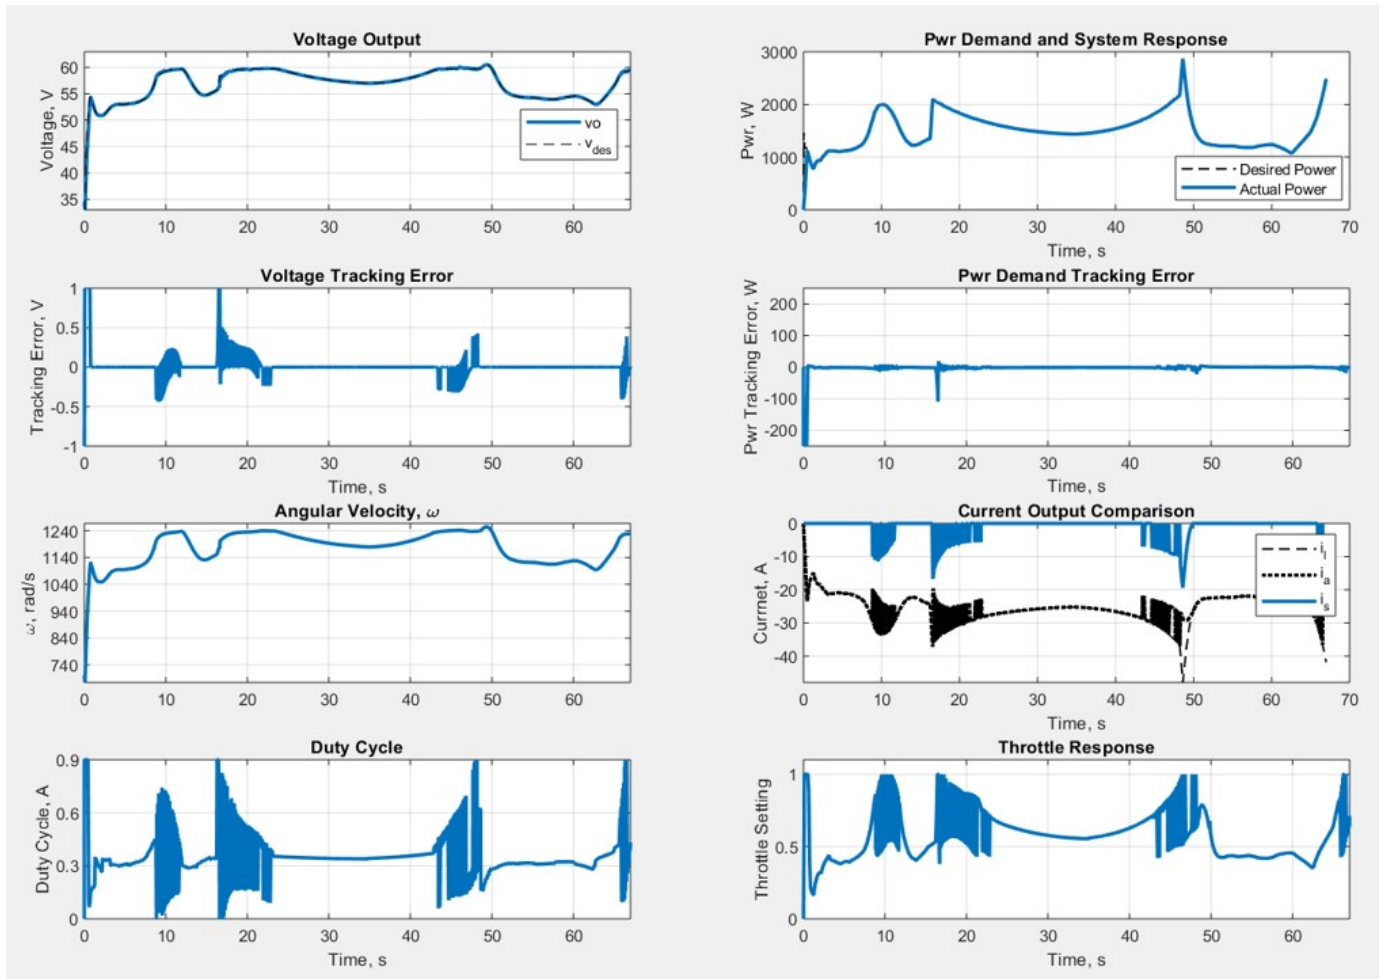 Voltage Output
Voltage, V
60
55
50
45
40
35
vo
v_des
0 10 20 30 40 50 60
Pwr Demand and System Response
Pwr, W
3000
2000
1000
0
Desired Power
Actual Power
0 10 20 30 40 50 60 70
Time, s
Voltage Tracking Error
Tracking Error, V
1
0.5
0
-0.5
-1
0 10 20 30 40 50 60
Time, s
Pwr Demand Tracking Error
Pwr Tracking Error, W
200
100
0
-100
-200
0 10 20 30 40 50 60
Time, s
Angular Velocity, ω
ω, rad/s
1240
1140
1040
940
840
740
0 10 20 30 40 50 60
Current Output Comparison
Currnet, A
0
-10
-20
-30
-40
i_l
i_a
i_s
0 10 20 30 40 50 60 70
Time, s
Duty Cycle
Duty Cycle, A
0.9
0.6
0.3
0
0 10 20 30 40 50 60
Time, s
Throttle Response
Throttle Setting
1
0.5
0
0 10 20 30 40 50 60
Time, s